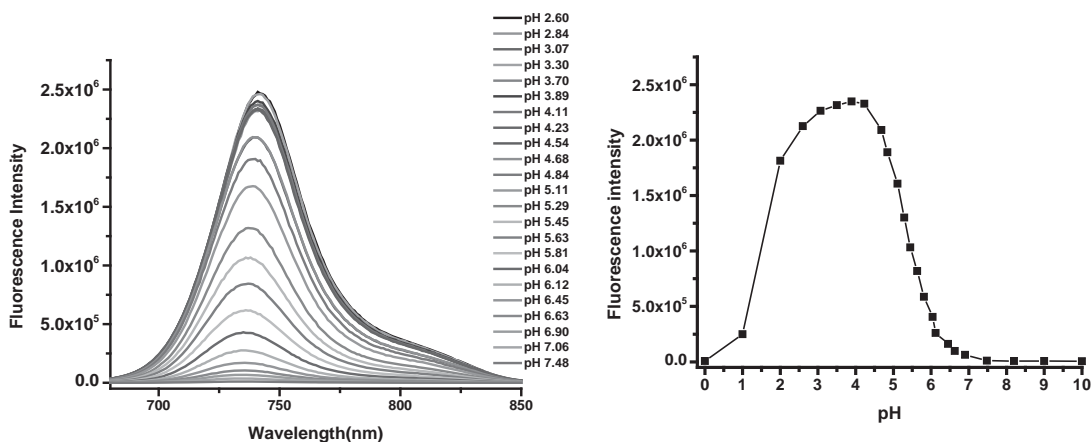 pH 2.60
pH 2.84
pH 3.07
pH 3.30
pH 3.70
pH 3.89
pH 4.11
pH 4.23
pH 4.54
pH 4.68
pH 4.84
pH 5.11
pH 5.29
pH 5.45
pH 5.63
pH 5.81
pH 6.04
pH 6.12
pH 6.45
pH 6.63
pH 6.90
pH 7.06
pH 7.48
Fluorescence Intensity
2.5x10⁶
2.0x10⁶
1.5x10⁶
1.0x10⁶
5.0x10⁵
0.0
700 750 800 850
Wavelength(nm)
Fluorescence intensity
2.5x10⁶
2.0x10⁶
1.5x10⁶
1.0x10⁶
5.0x10⁵
0.0
0 1 2 3 4 5 6 7 8 9 10
pH